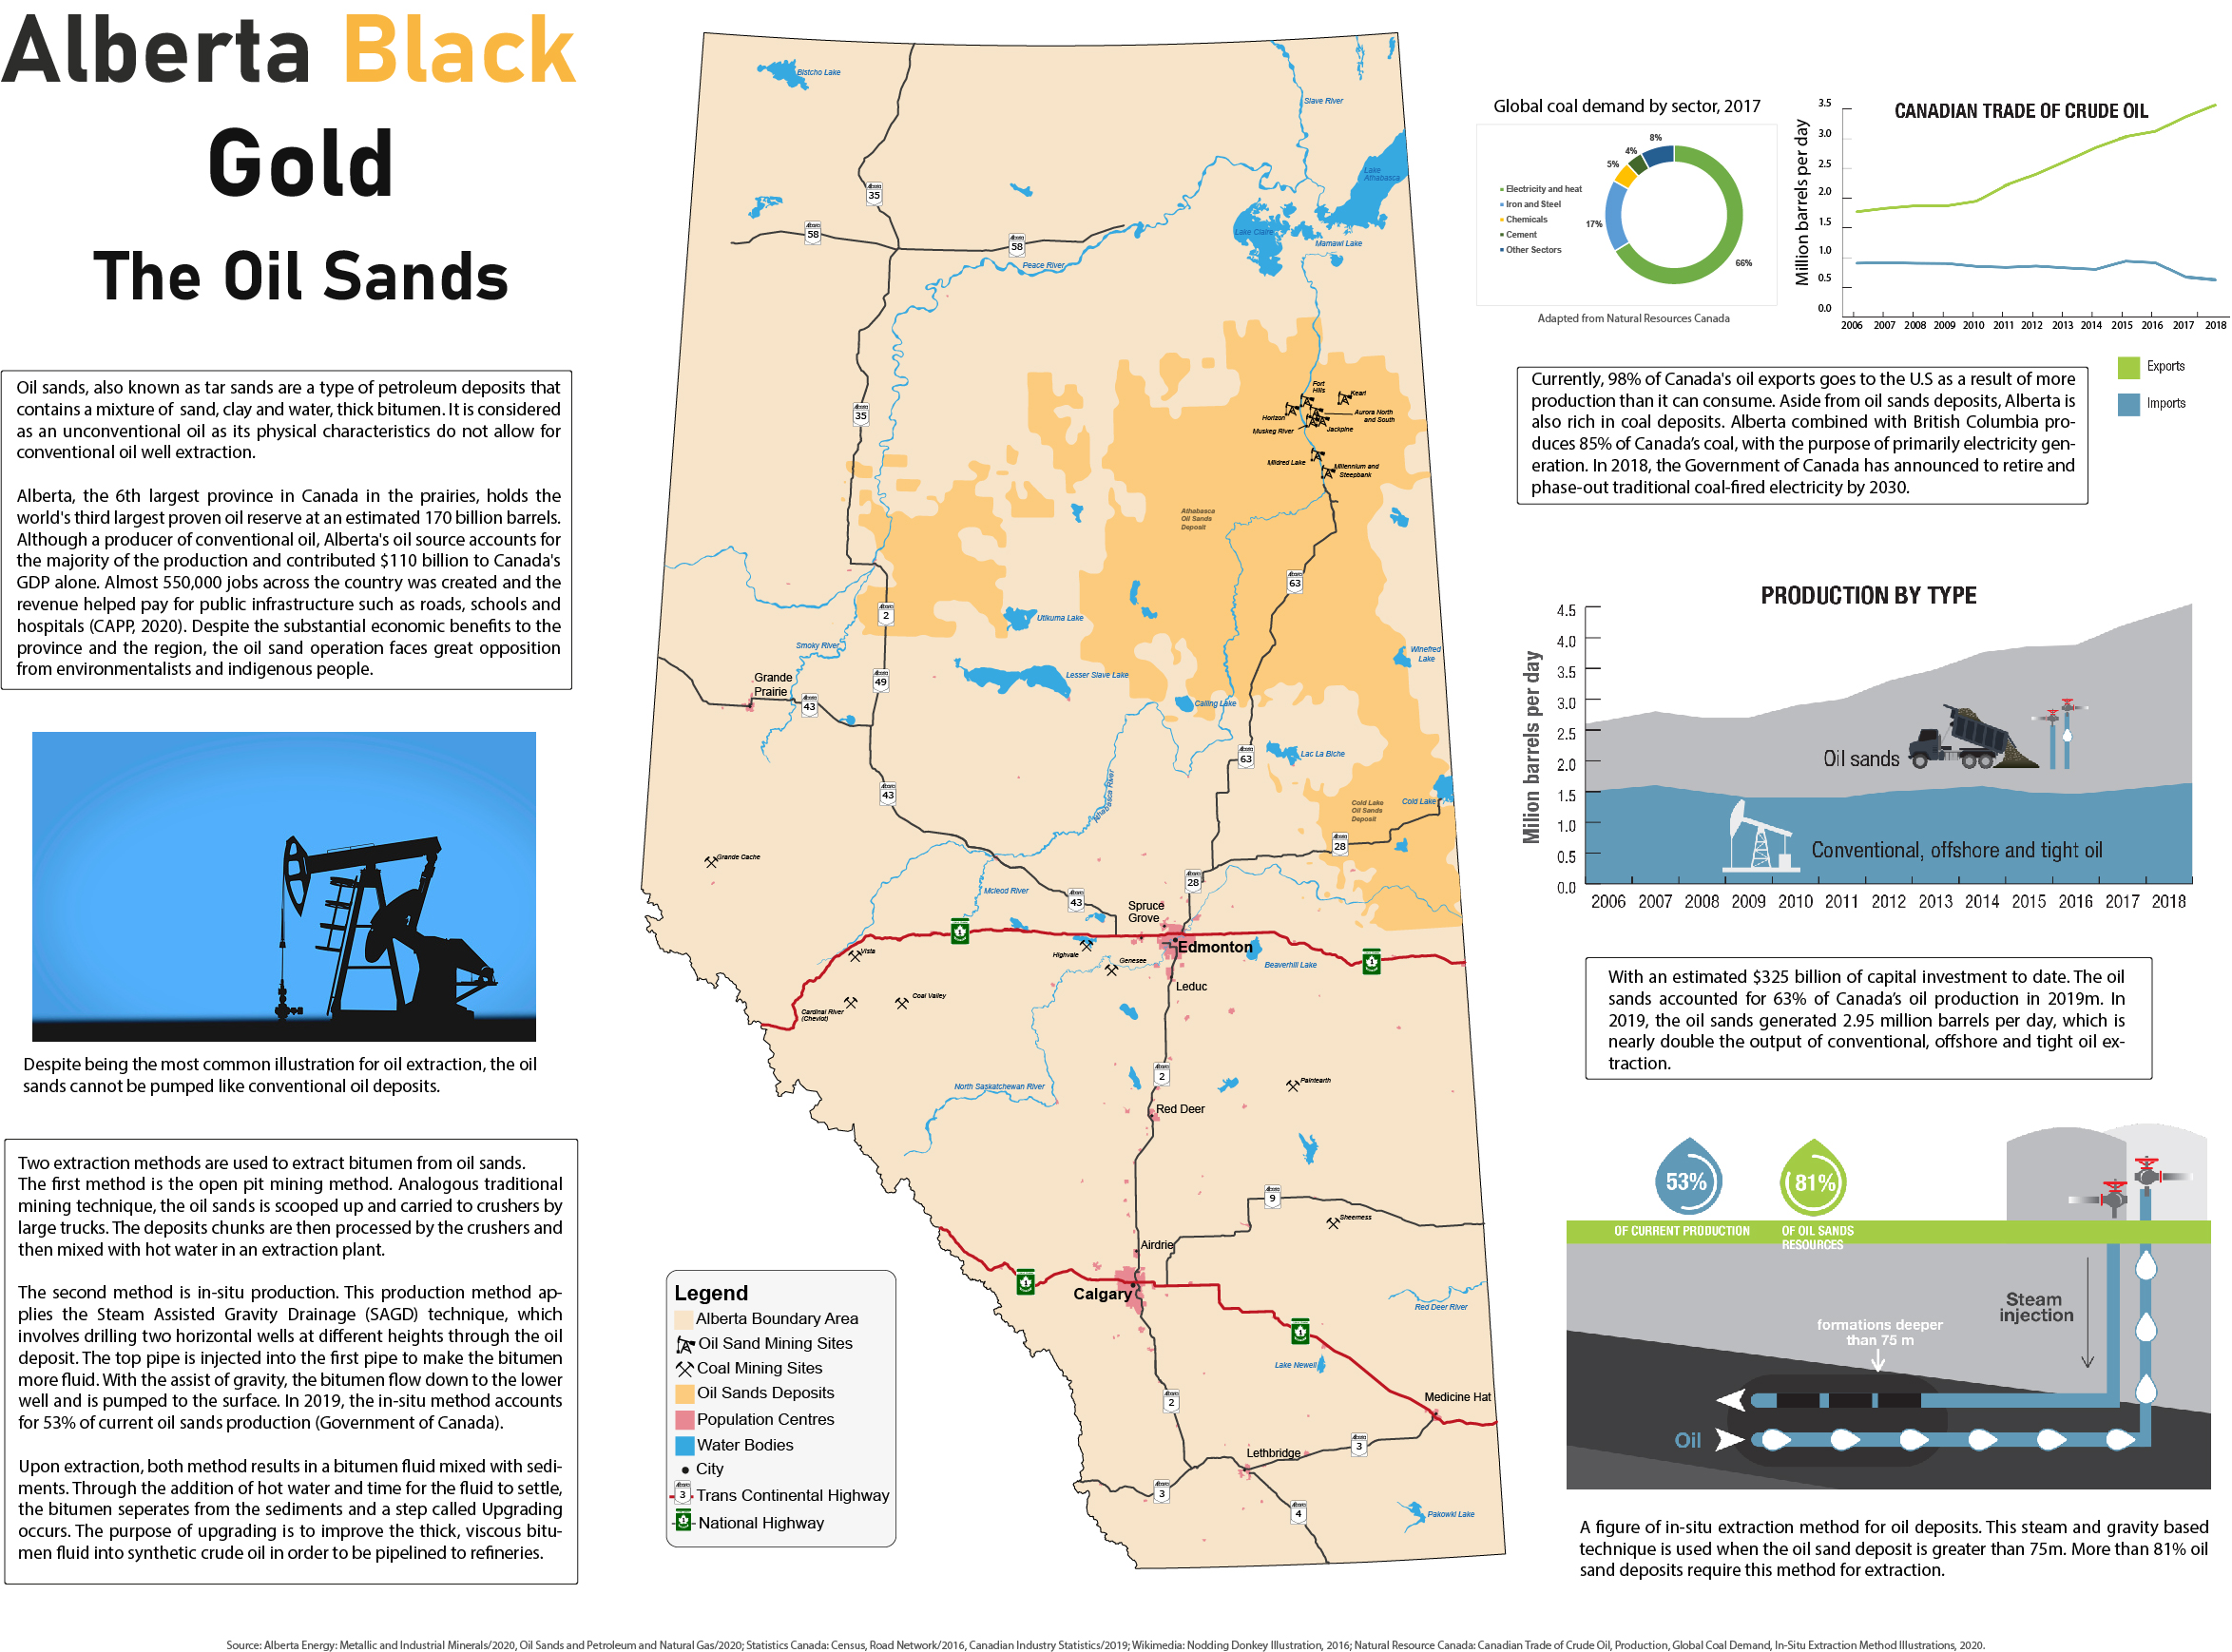 Alberta Black
Gold
The Oil Sands
Oil sands, also known as tar sands are a type of petroleum deposits that
contains a mixture of sand, clay and water, thick bitumen. It is considered
as an unconventional oil as its physical characteristics do not allow for
conventional oil well extraction.
Alberta, the 6th largest province in Canada in the prairies, holds the
world's third largest proven oil reserve at an estimated 170 billion barrels.
Although a producer of conventional oil, Alberta's oil source accounts for
the majority of the production and contributed $110 billion to Canada's
GDP alone. Almost 550,000 jobs across the country was created and the
revenue helped pay for public infrastructure such as roads, schools and
hospitals (CAPP, 2020). Despite the substantial economic benefits to the
province and the region, the oil sand operation faces great opposition
from environmentalists and indigenous people.
Despite being the most common illustration for oil extraction, the oil
sands cannot be pumped like conventional oil deposits.
Two extraction methods are used to extract bitumen from oil sands.
The first method is the open pit mining method. Analogous traditional
mining technique, the oil sands is scooped up and carried to crushers by
large trucks. The deposits chunks are then processed by the crushers and
then mixed with hot water in an extraction plant.
The second method is in-situ production. This production method ap-
plies the Steam Assisted Gravity Drainage (SAGD) technique, which
involves drilling two horizontal wells at different heights through the oil
deposit. The top pipe is injected into the first pipe to make the bitumen
more fluid. With the assist of gravity, the bitumen flow down to the lower
well and is pumped to the surface. In 2019, the in-situ method accounts
for 53% of current oil sands production (Government of Canada).
Upon extraction, both method results in a bitumen fluid mixed with sedi-
ments. Through the addition of hot water and time for the fluid to settle,
the bitumen seperates from the sediments and a step called Upgrading
occurs. The purpose of upgrading is to improve the thick, viscous bitu-
men fluid into synthetic crude oil in order to be pipelined to refineries.
Bistcho Lake
Slave River
Lake
Athabasca
35
58
58
Lake Claire
Mamawi Lake
Peace River
Fort
Hills
Kearl
Horizon
Aurora North
and South
Muskeg River
Jackpine
35
Mildred Lake
Millennium and
Steepbank
Athabasca
Oil Sands
Deposit
63
2
Utikuma Lake
Smoky River
Winefred
Lake
Lesser Slave Lake
Grande
Prairie
49
43
Calling Lake
63
Lac La Biche
43
Athabasca River
Cold Lake
Oil Sands
Deposit
Cold Lake
28
Grande Cache
Mcleod River
28
43
Spruce
Grove
1
Edmonton
Vista
Highvale
Genesee
Beaverhill Lake
1
Leduc
Coal Valley
Cardinal River
(Cheviot)
2
North Saskatchewan River
Paintearth
Red Deer
9
Sheerness
Airdrie
1
Calgary
Red Deer River
1
Lake Newell
2
Medicine Hat
3
Lethbridge
3
4
Pakowki Lake
Legend
Alberta Boundary Area
Oil Sand Mining Sites
Coal Mining Sites
Oil Sands Deposits
Population Centres
Water Bodies
City
3 Trans Continental Highway
1 National Highway
Global coal demand by sector, 2017
Electricity and heat
Iron and Steel
Chemicals
Cement
Other Sectors
8%
4%
5%
17%
66%
Adapted from Natural Resources Canada
CANADIAN TRADE OF CRUDE OIL
Million barrels per day
3.5
3.0
2.5
2.0
1.5
1.0
0.5
0.0
2006 2007 2008 2009 2010 2011 2012 2013 2014 2015 2016 2017 2018
Exports
Imports
Currently, 98% of Canada's oil exports goes to the U.S as a result of more
production than it can consume. Aside from oil sands deposits, Alberta is
also rich in coal deposits. Alberta combined with British Columbia pro-
duces 85% of Canada's coal, with the purpose of primarily electricity gen-
eration. In 2018, the Government of Canada has announced to retire and
phase-out traditional coal-fired electricity by 2030.
PRODUCTION BY TYPE
Milion barrels per day
4.5
4.0
3.5
3.0
2.5
2.0
1.5
1.0
0.5
0.0
Oil sands
Conventional, offshore and tight oil
2006 2007 2008 2009 2010 2011 2012 2013 2014 2015 2016 2017 2018
With an estimated $325 billion of capital investment to date. The oil
sands accounted for 63% of Canada's oil production in 2019m. In
2019, the oil sands generated 2.95 million barrels per day, which is
nearly double the output of conventional, offshore and tight oil ex-
traction.
53%
81%
OF CURRENT PRODUCTION
OF OIL SANDS
RESOURCES
Steam
injection
formations deeper
than 75 m
Oil
A figure of in-situ extraction method for oil deposits. This steam and gravity based
technique is used when the oil sand deposit is greater than 75m. More than 81% oil
sand deposits require this method for extraction.
Source: Alberta Energy: Metallic and Industrial Minerals/2020, Oil Sands and Petroleum and Natural Gas/2020; Statistics Canada: Census, Road Network/2016, Canadian Industry Statistics/2019; Wikimedia: Nodding Donkey Illustration, 2016; Natural Resource Canada: Canadian Trade of Crude Oil, Production, Global Coal Demand, In-Situ Extraction Method Illustrations, 2020.